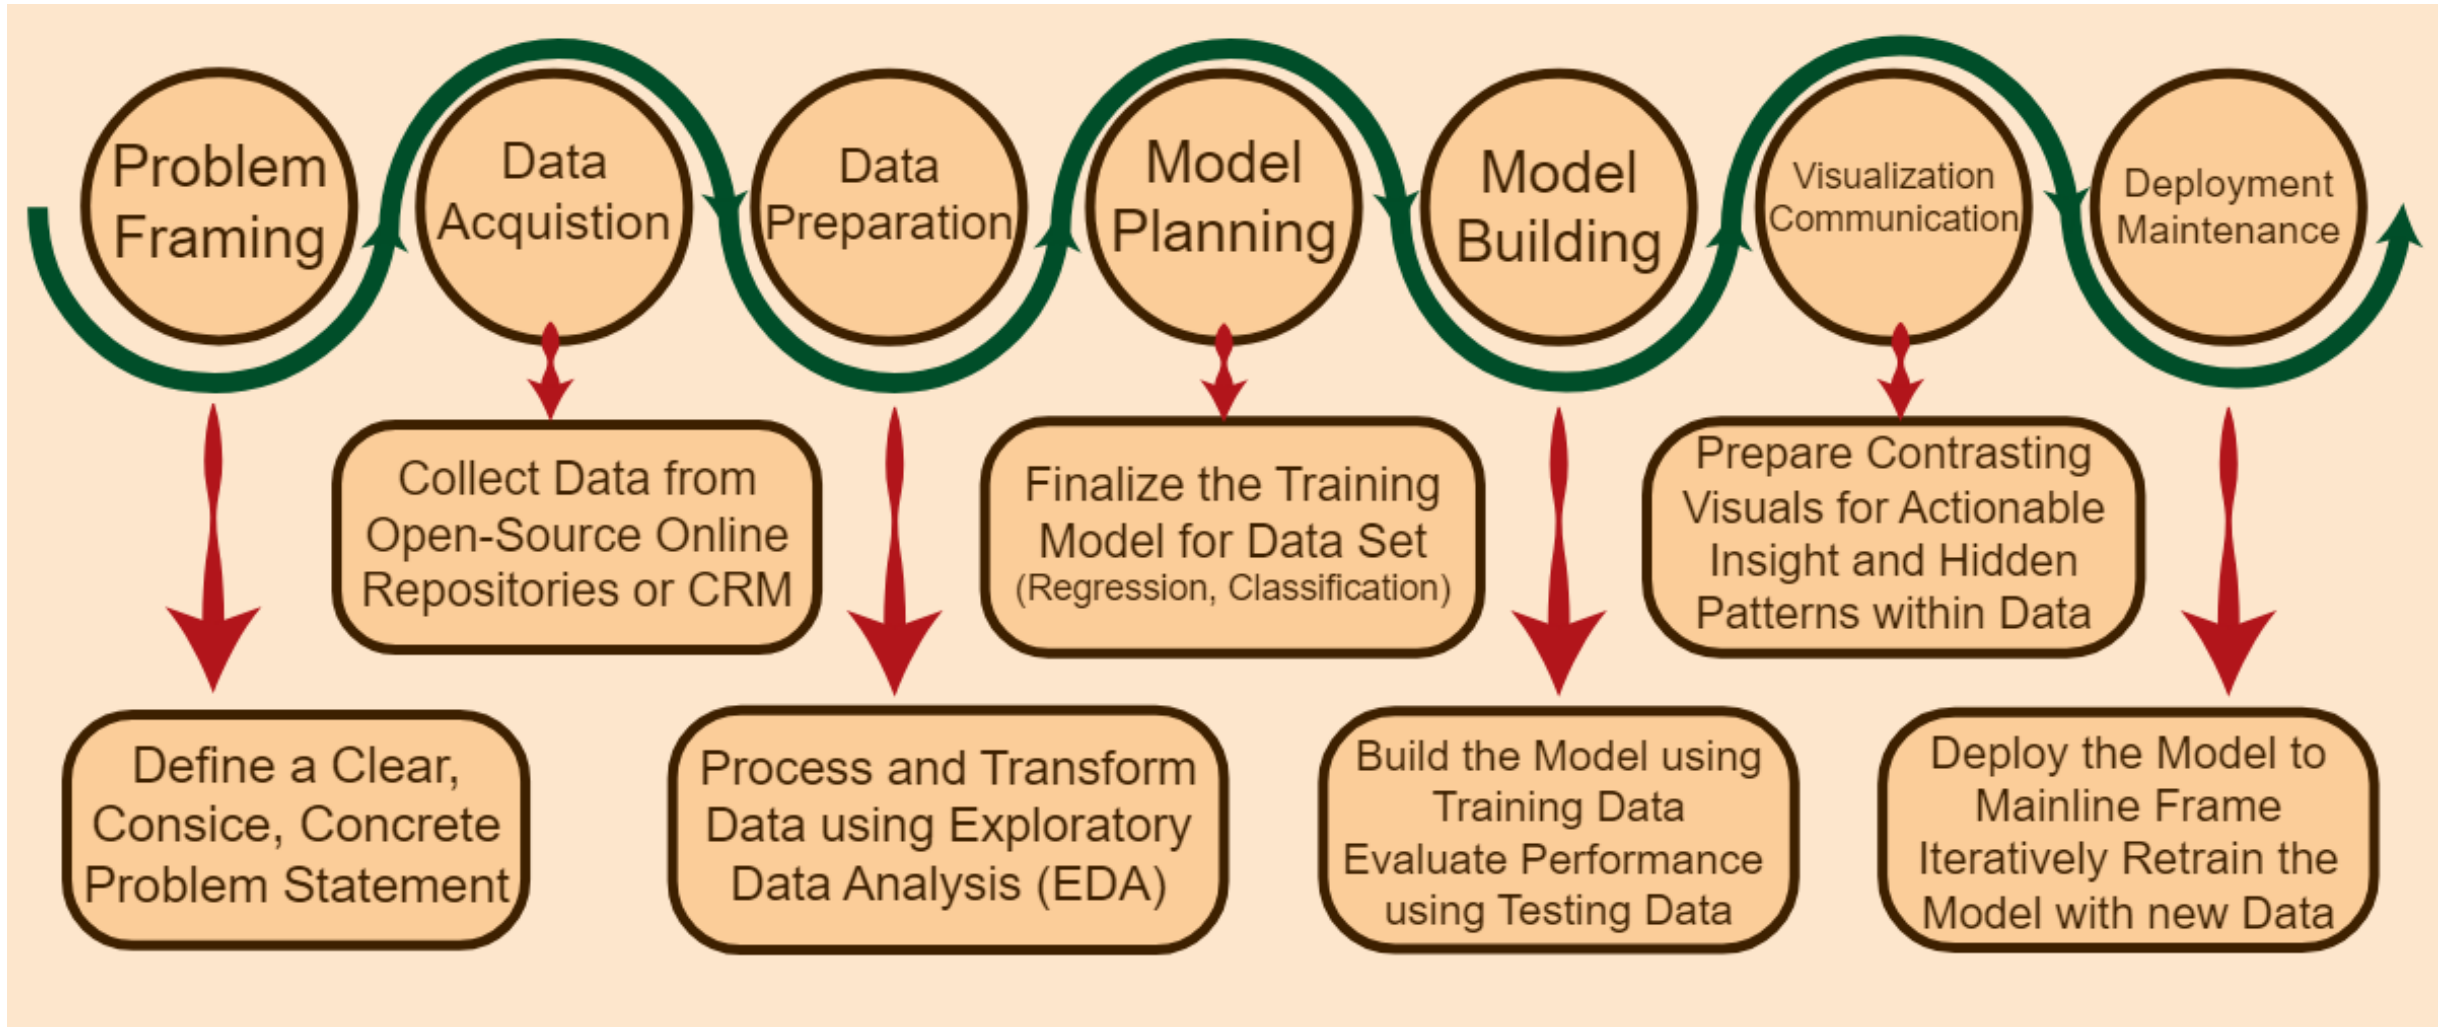 Problem
Framing
Data
Acquistion
Data
Preparation
Model
Planning
Model
Building
Visualization
Communication
Deployment
Maintenance
Collect Data from
Open-Source Online
Repositories or CRM
Finalize the Training
Model for Data Set
(Regression, Classification)
Prepare Contrasting
Visuals for Actionable
Insight and Hidden
Patterns within Data
Define a Clear,
Consice, Concrete
Problem Statement
Process and Transform
Data using Exploratory
Data Analysis (EDA)
Build the Model using
Training Data
Evaluate Performance
using Testing Data
Deploy the Model to
Mainline Frame
Iteratively Retrain the
Model with new Data